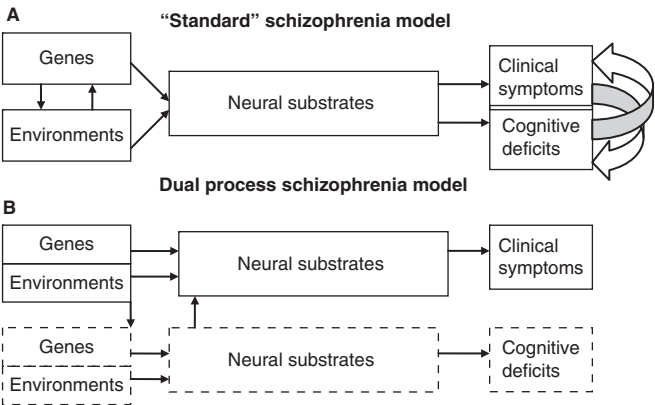 A
“Standard” schizophrenia model
Genes
Environments
Neural substrates
Clinical
symptoms
Cognitive
deficits
Dual process schizophrenia model
B
Genes
Environments
Neural substrates
Clinical
symptoms
Genes
Environments
Neural substrates
Cognitive
deficits